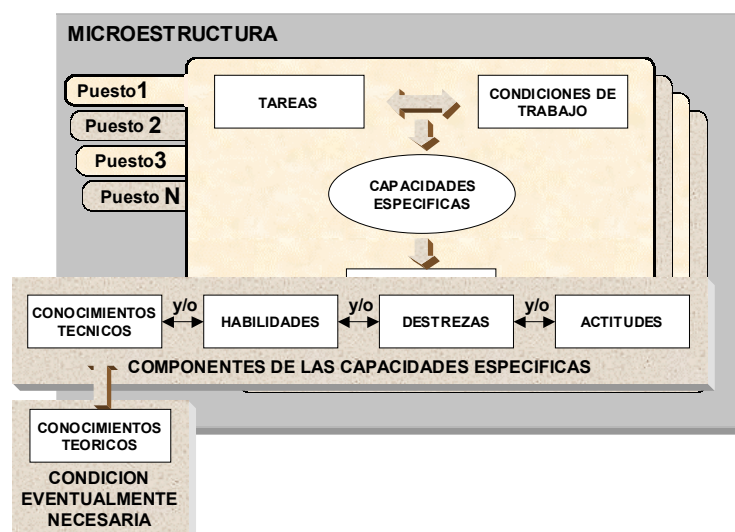 MICROESTRUCTURA
Puesto1
Puesto 2
Puesto3
Puesto N
TAREAS
CONDICIONES DE
TRABAJO
CAPACIDADES
ESPECIFICAS
CONOCIMIENTOS
TECNICOS
y/o
HABILIDADES
y/o
DESTREZAS
y/o
ACTITUDES
COMPONENTES DE LAS CAPACIDADES ESPECÍFICAS
CONOCIMIENTOS
TEORICOS
CONDICION
EVENTUALMENTE
NECESARIA